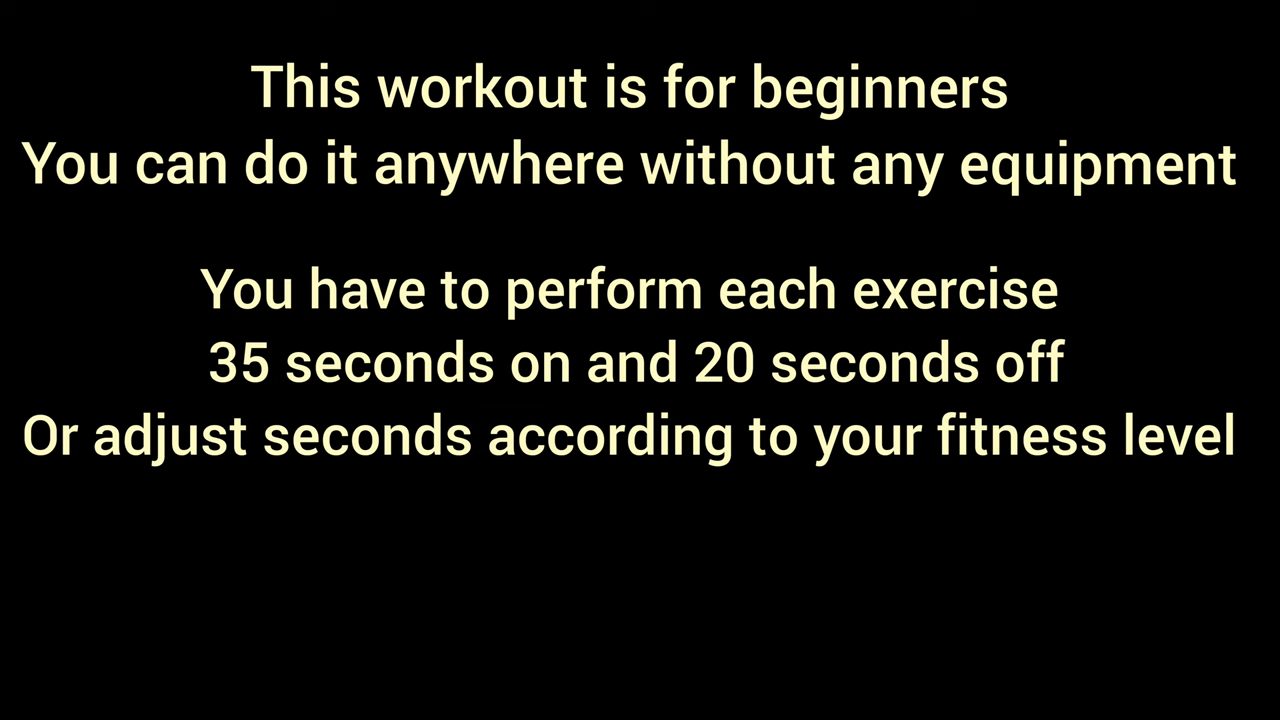 This workout is for beginners
You can do it anywhere without any equipment
You have to perform each exercise
35 seconds on and 20 seconds off
Or adjust seconds according to your fitness level